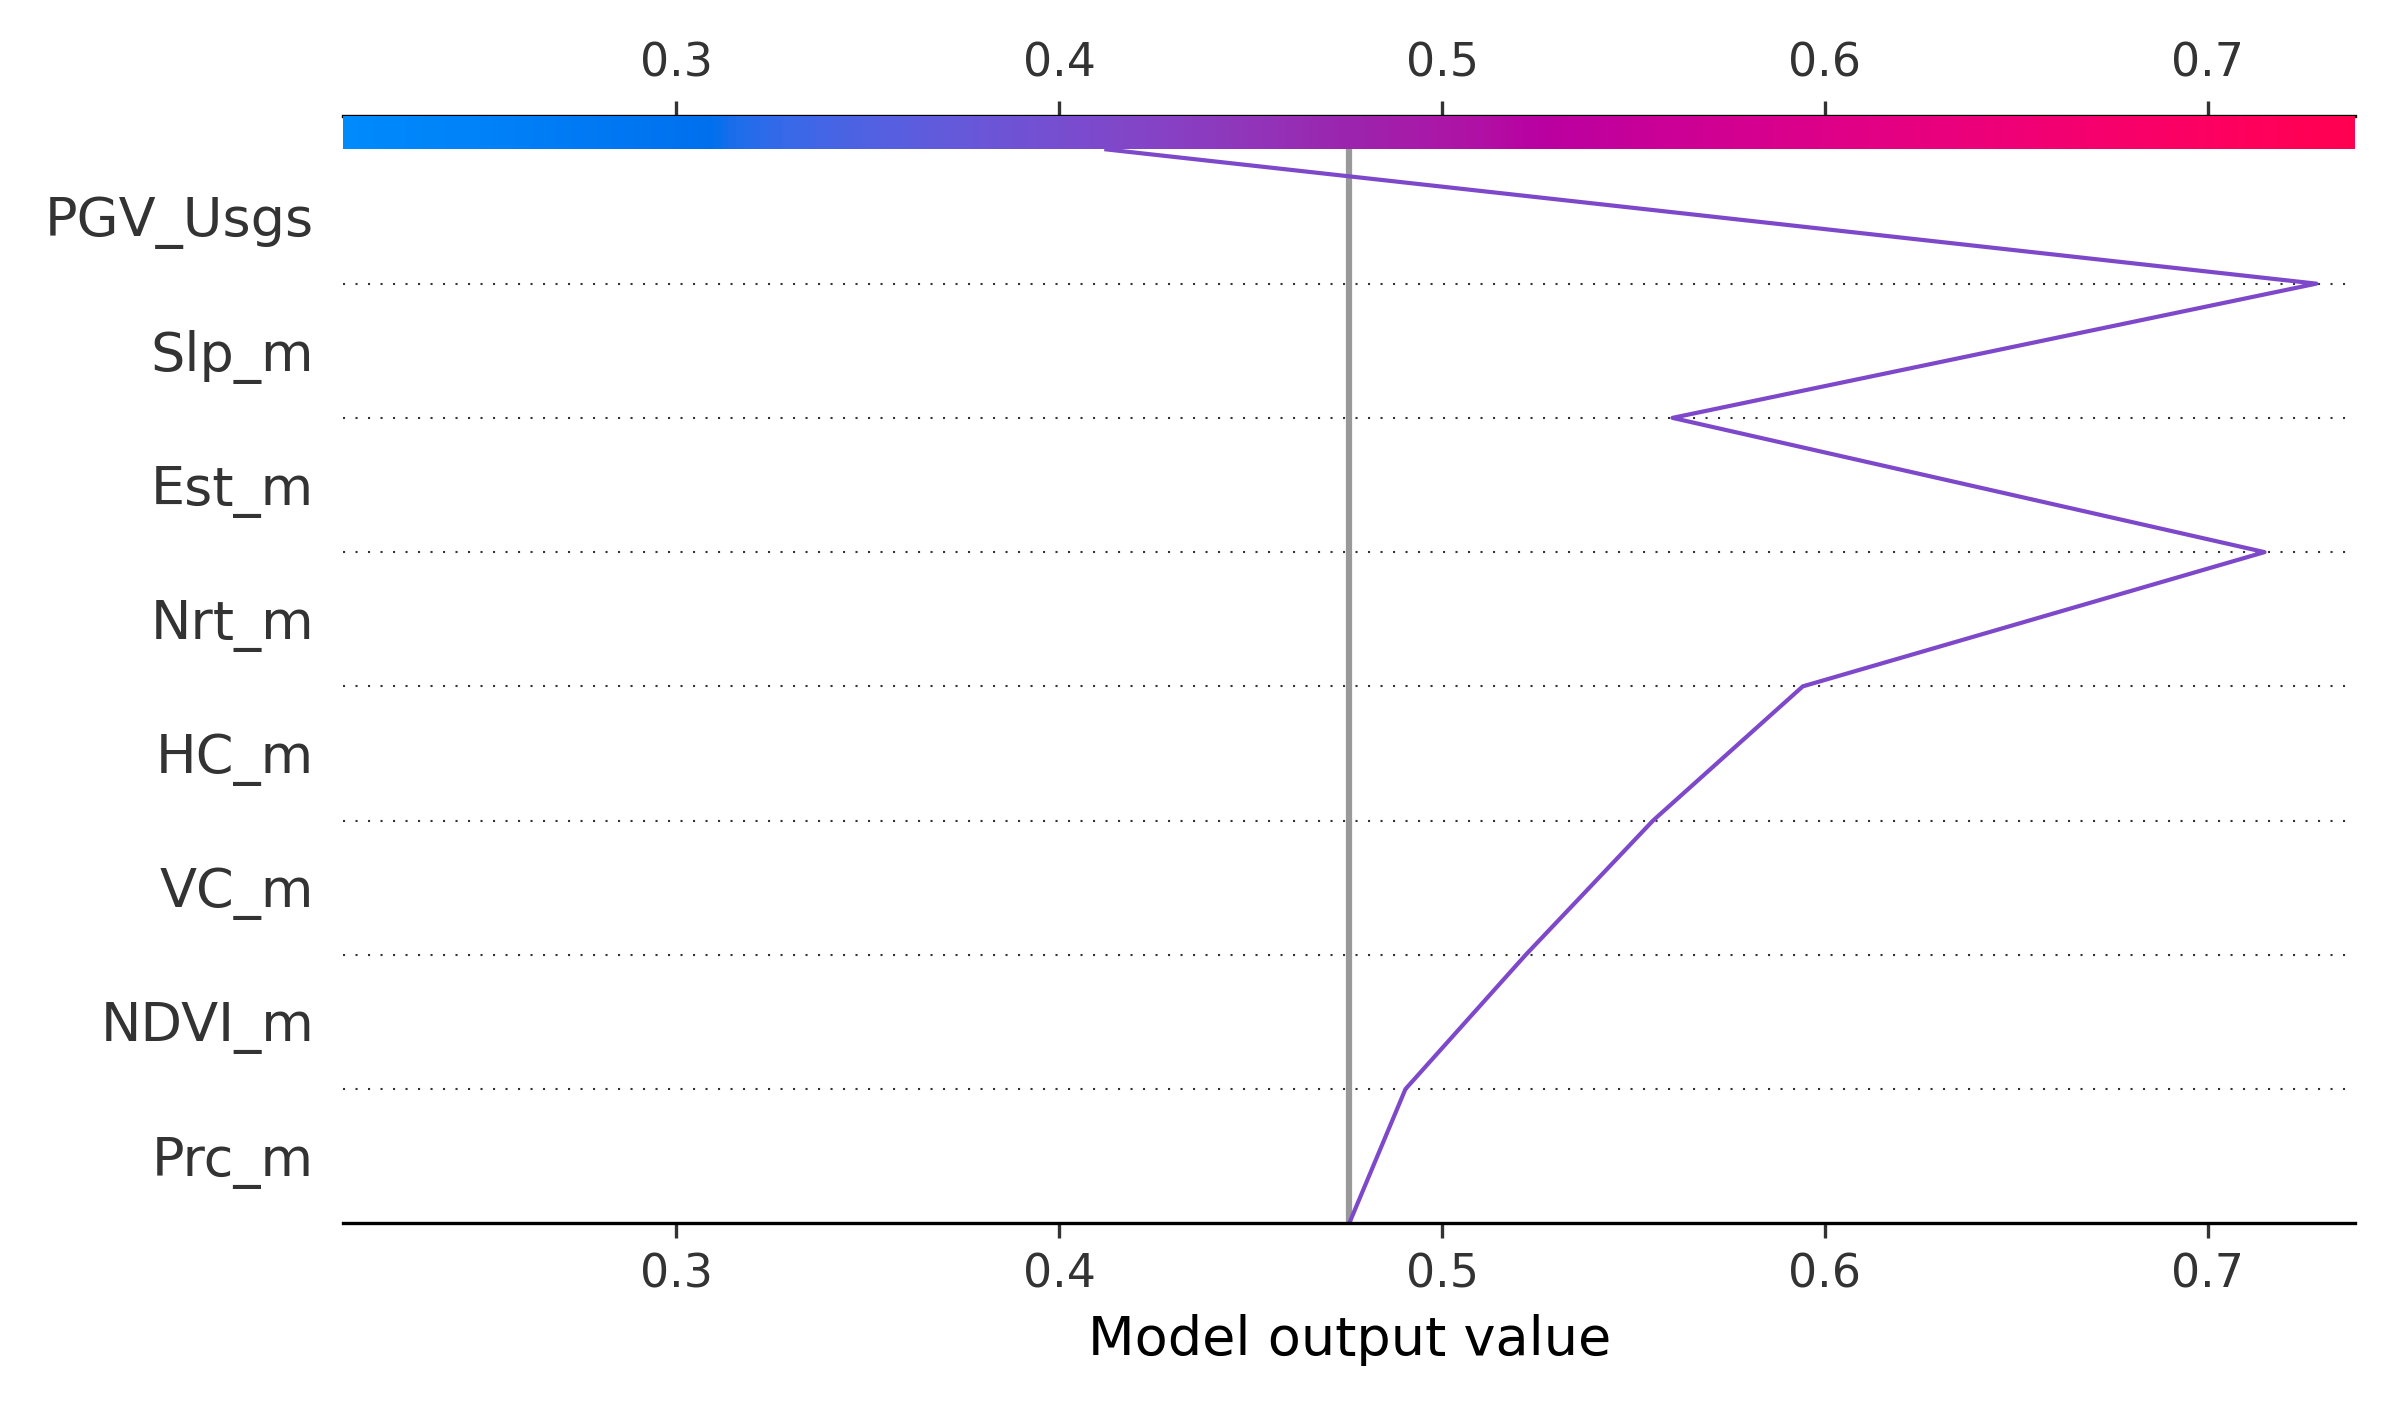 0.3 0.4 0.5 0.6 0.7
PGV_Usgs
Slp_m
Est_m
Nrt_m
HC_m
VC_m
NDVI_m
Prc_m
0.3 0.4 0.5 0.6 0.7
Model output value